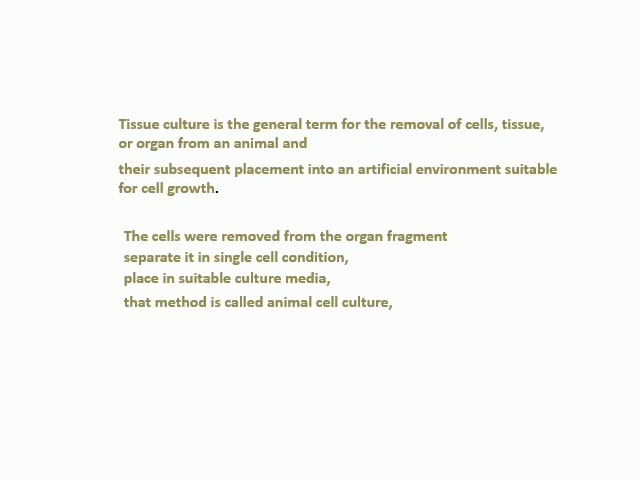 Tissue culture is the general term for the removal of cells, tissue,
or organ from an animal and
their subsequent placement into an artificial environment suitable
for cell growth.
The cells were removed from the organ fragment
separate it in single cell condition,
place in suitable culture media,
that method is called animal cell culture,